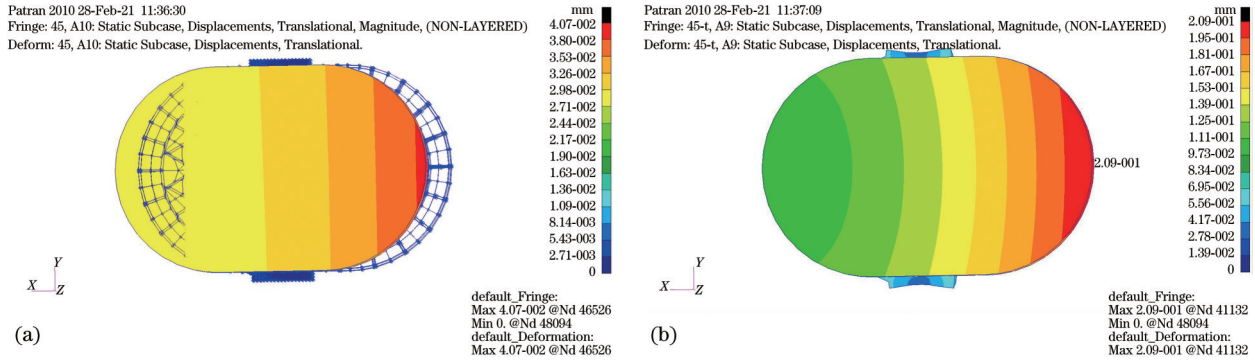 Patran 2010 28-Feb-21 11:36:30
Fringe: 45, A10: Static Subcase, Displacements, Translational, Magnitude, (NON-LAYERED)
Deform: 45, A10: Static Subcase, Displacements, Translational.
mm
4.07-002
3.80-002
3.53-002
3.26-002
2.98-002
2.71-002
2.44-002
2.17-002
1.90-002
1.63-002
1.36-002
1.09-002
8.14-003
5.43-003
2.71-003
0
Y
X
Z
default_Fringe:
Max 4.07-002 @Nd 46526
Min 0. @Nd 48094
default_Deformation:
Max 4.07-002 @Nd 46526
(a)
Patran 2010 28-Feb-21 11:37:09
Fringe: 45-t, A9: Static Subcase, Displacements, Translational, Magnitude, (NON-LAYERED)
Deform: 45-t, A9: Static Subcase, Displacements, Translational.
mm
2.09-001
1.95-001
1.81-001
1.67-001
1.53-001
1.39-001
1.25-001
1.11-001
9.73-002
8.34-002
6.95-002
5.56-002
4.17-002
2.78-002
1.39-002
0
2.09-001
Y
X
Z
default_Fringe:
Max 2.09-001 @Nd 41132
Min 0. @Nd 48094
default_Deformation:
Max 2.09-001 @Nd 41132
(b)